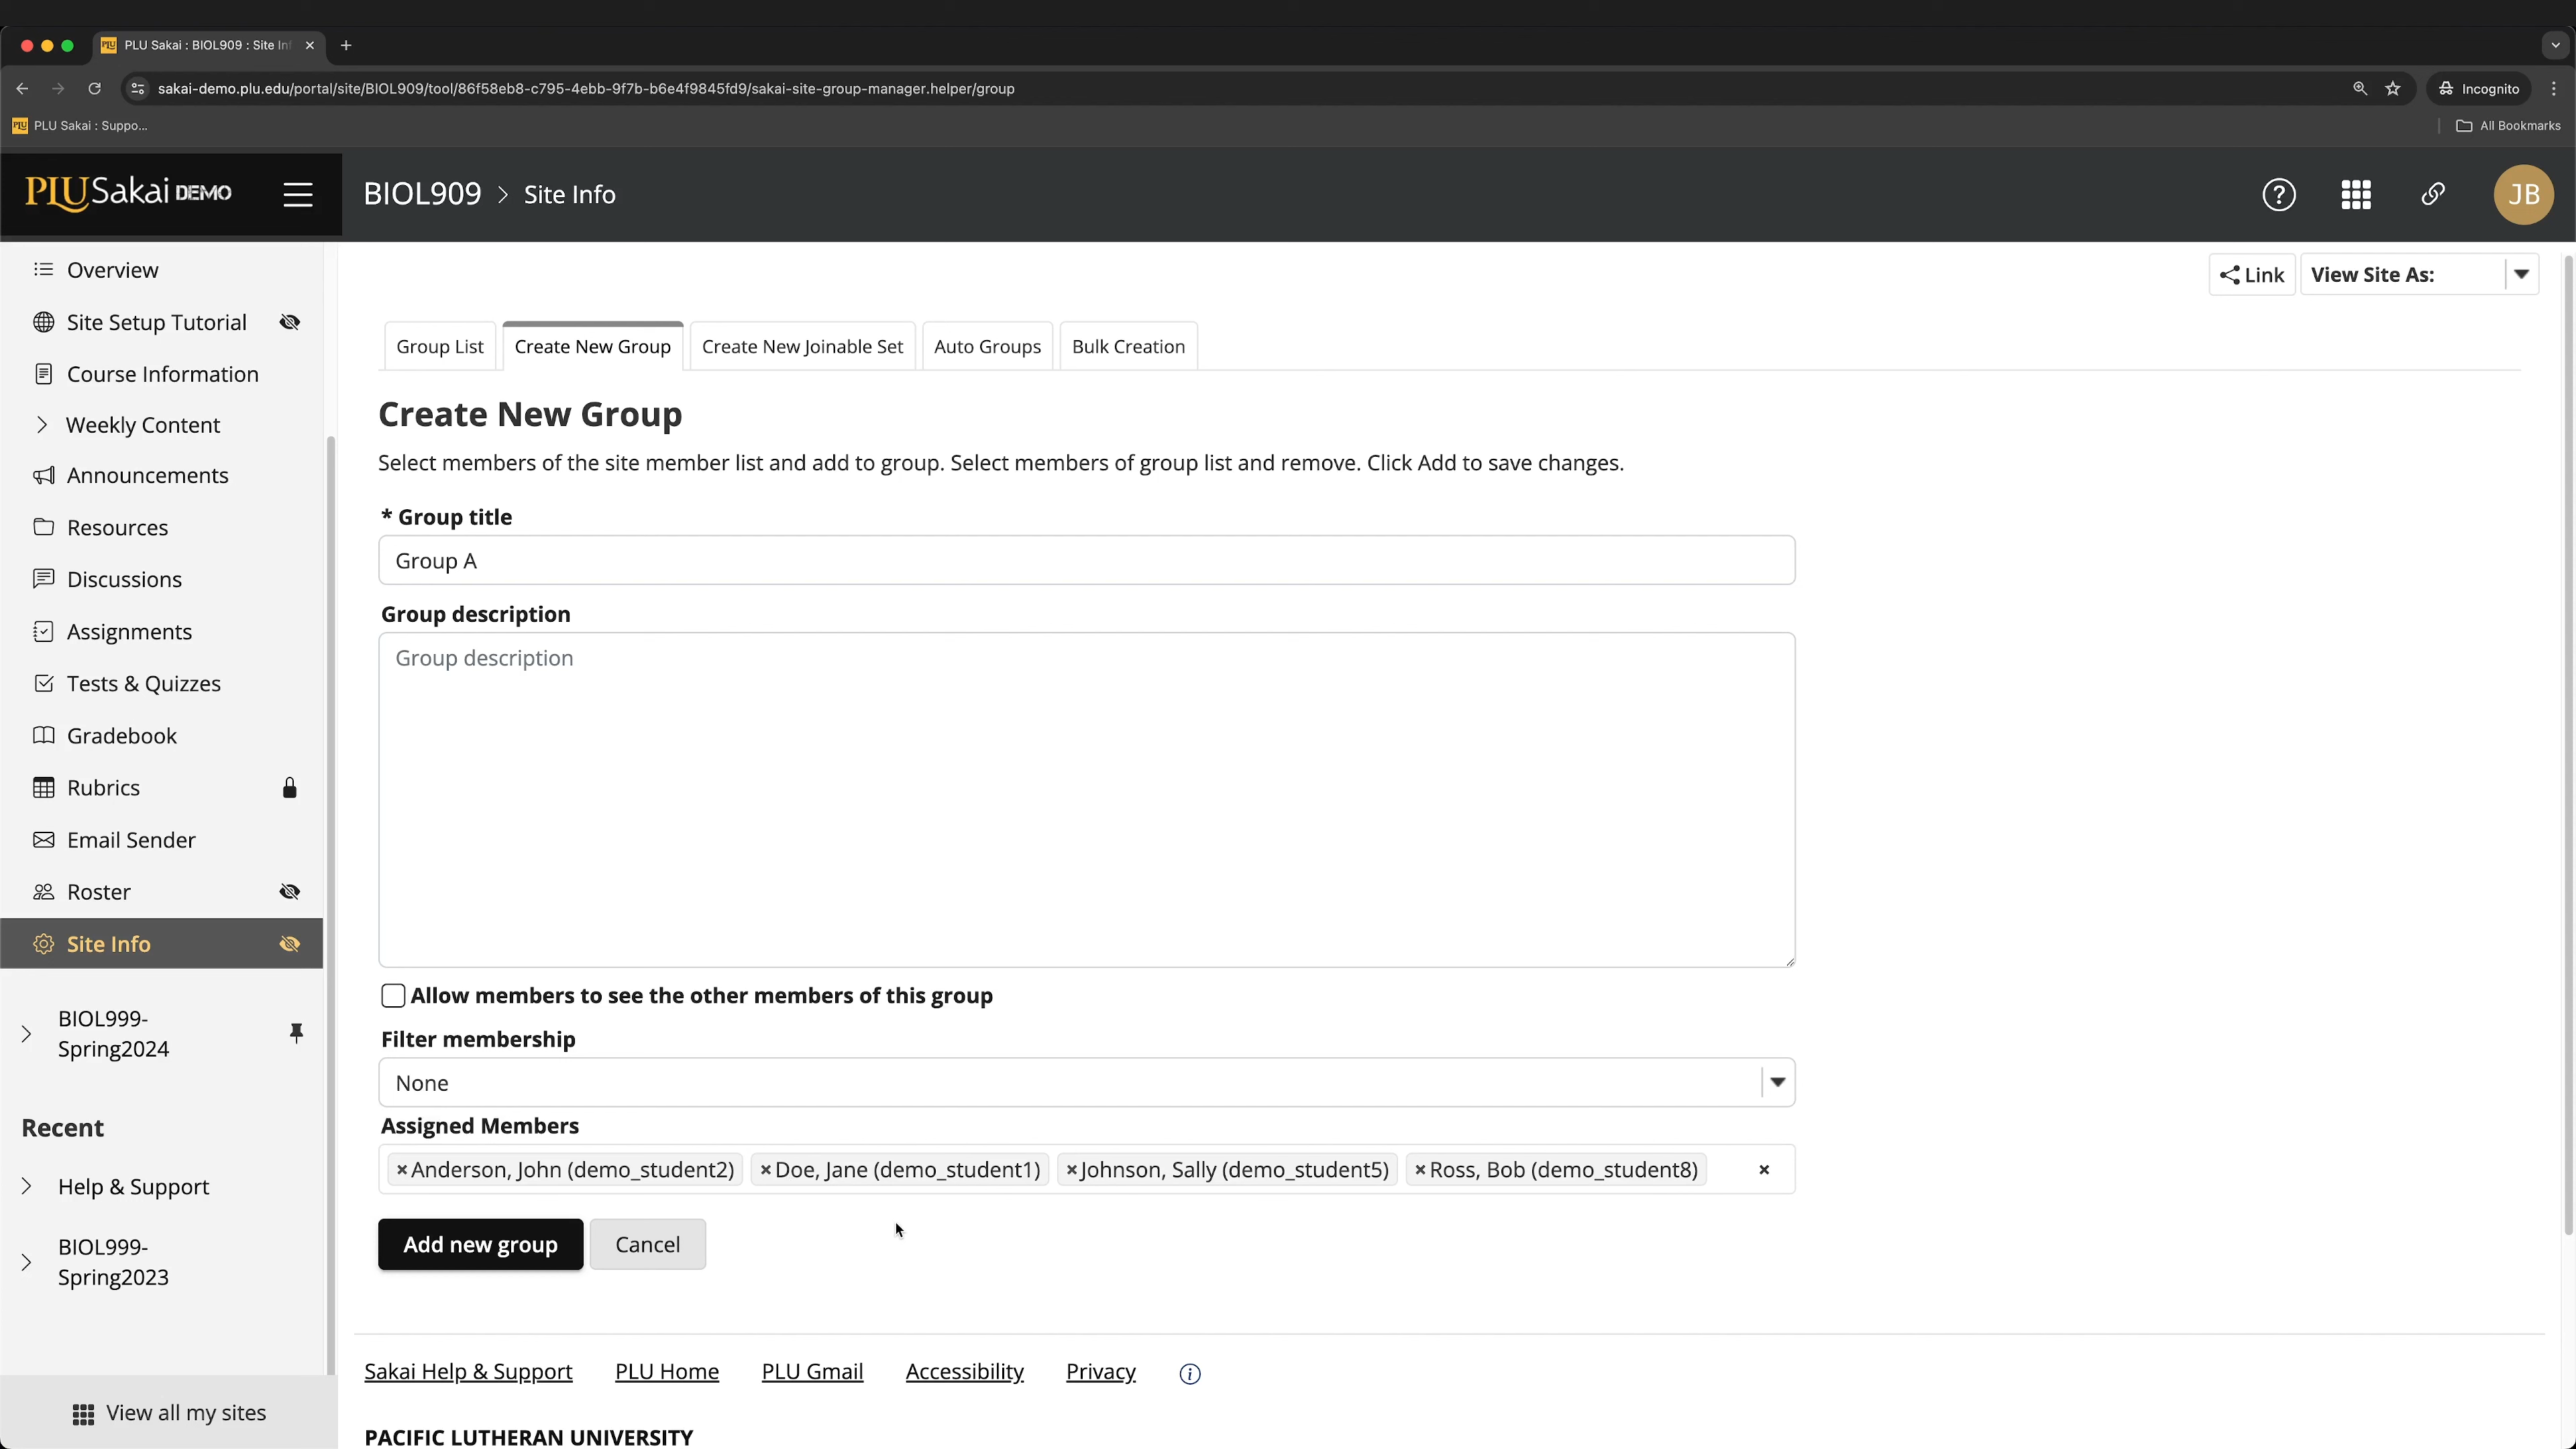 PLU Sakai : BIOL909 : Site Inf
sakai-demo.plu.edu/portal/site/BIOL909/tool/86f58eb8-c795-4ebb-9f7b-b6e4f9845fd9/sakai-site-group-manager.helper/group
Incognito
PLU Sakai : Suppo...
All Bookmarks
PLU Sakai DEMO
BIOL909 > Site Info
JB
Link
View Site As:
Overview
Site Setup Tutorial
Course Information
Weekly Content
Announcements
Resources
Discussions
Assignments
Tests & Quizzes
Gradebook
Rubrics
Email Sender
Roster
Site Info
BIOL999-
Spring2024
Recent
Help & Support
BIOL999-
Spring2023
View all my sites
Group List
Create New Group
Create New Joinable Set
Auto Groups
Bulk Creation
Create New Group
Select members of the site member list and add to group. Select members of group list and remove. Click Add to save changes.
* Group title
Group A
Group description
Group description
Allow members to see the other members of this group
Filter membership
None
Assigned Members
×Anderson, John (demo_student2) ×Doe, Jane (demo_student1) ×Johnson, Sally (demo_student5) ×Ross, Bob (demo_student8) ×
Add new group
Cancel
Sakai Help & Support
PLU Home
PLU Gmail
Accessibility
Privacy
PACIFIC LUTHERAN UNIVERSITY